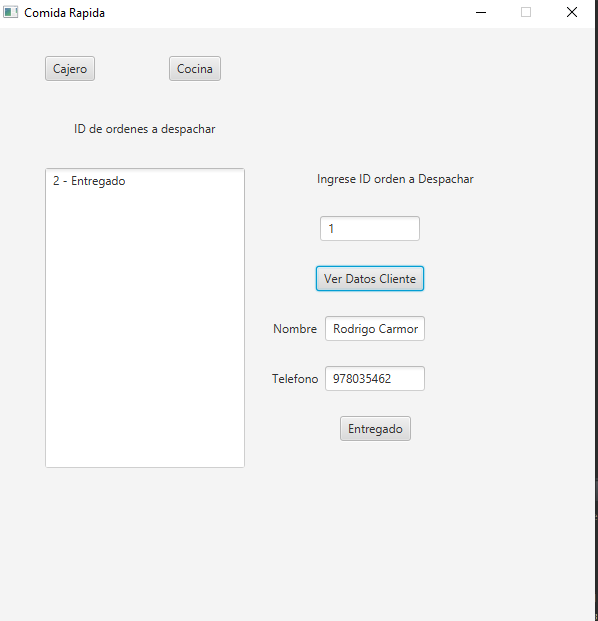 Comida Rapida
Cajero
Cocina
ID de ordenes a despachar
2 - Entregado
Ingrese ID orden a Despachar
1
Ver Datos Cliente
Nombre Rodrigo Carmor
Telefono 978035462
Entregado